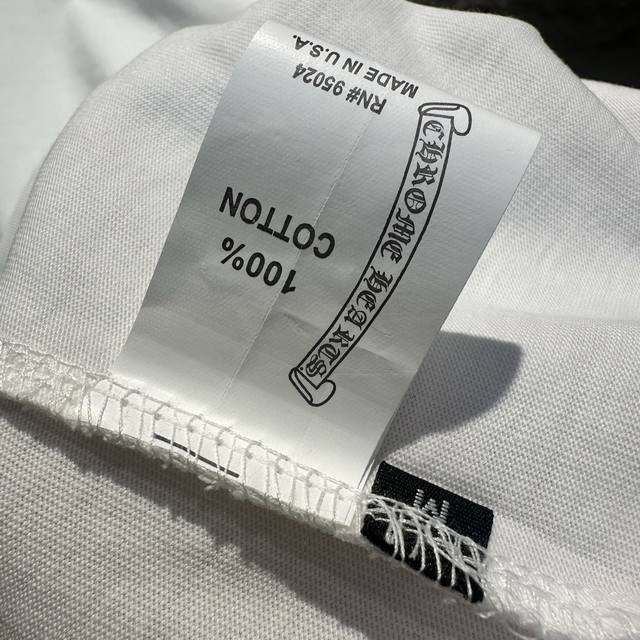 CHROME HEARTS
100%
COTTON
RN# 95024
MADE IN U.S.A.
M